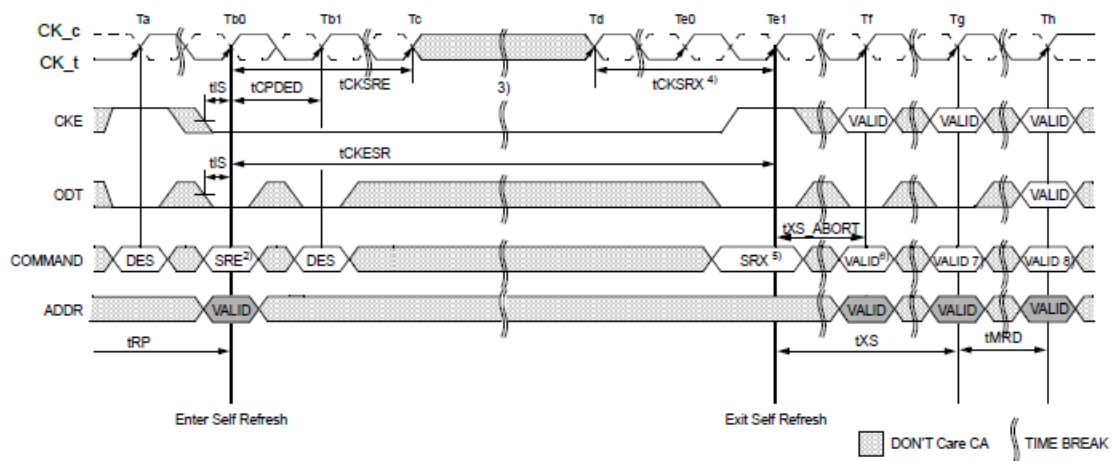 Ta Tb0 Tb1 Tc Td Te0 Te1 Tf Tg Th
CK_c
CK_t
tIS tCPDED tCKSRE 3) tCKSRX 4)
CKE VALID VALID VALID
tIS tCKESR
ODT VALID
tXS_ABORT
COMMAND DES SRE2) DES SRX 5) VALID6) VALID 7) VALID 8)
ADDR VALID VALID VALID VALID
tRP tXS tMRD
Enter Self Refresh Exit Self Refresh
DON'T Care CA TIME BREAK